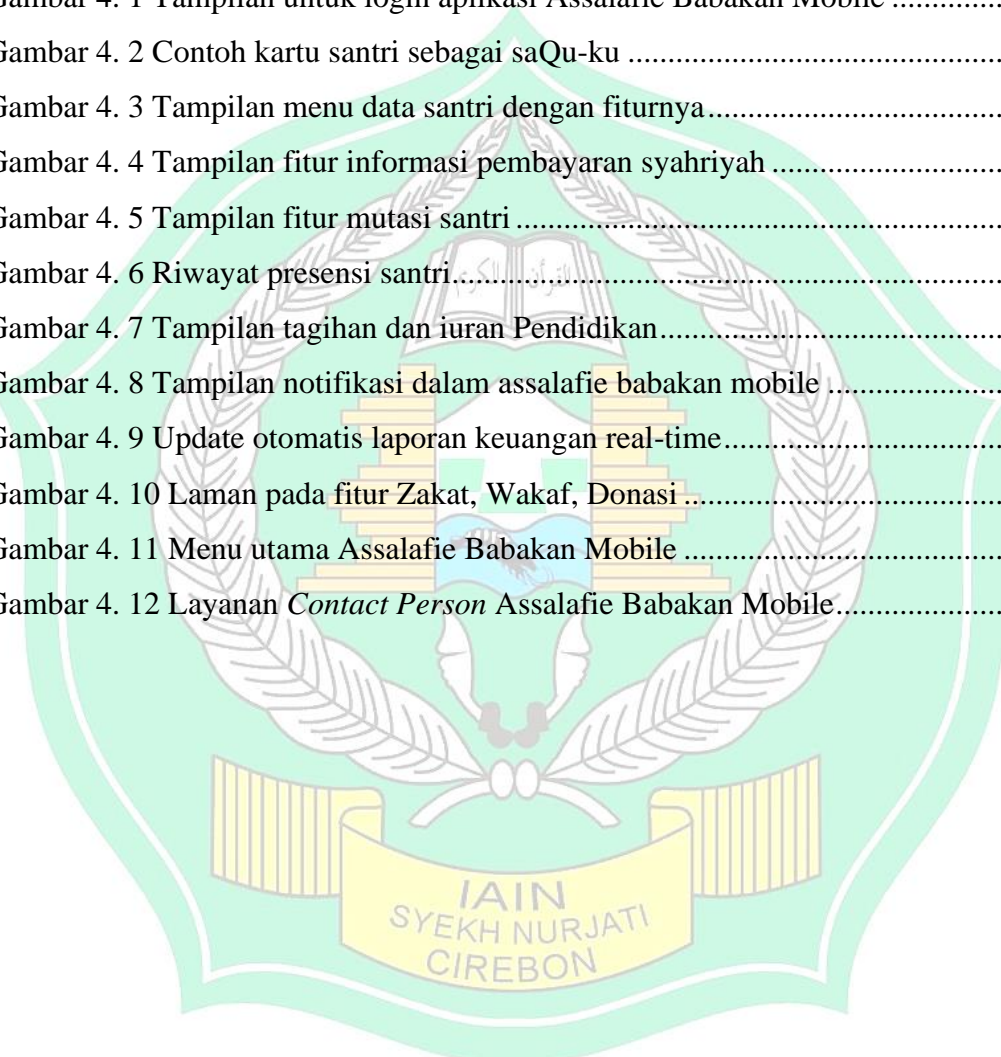 Gambar 4. 1 Tampilan untuk login aplikasi Assalafie Babakan Mobile ..............
Gambar 4. 2 Contoh kartu santri sebagai saQu-ku ......................................................
Gambar 4. 3 Tampilan menu data santri dengan fiturnya..........................................
Gambar 4. 4 Tampilan fitur informasi pembayaran syahriyah .................................
Gambar 4. 5 Tampilan fitur mutasi santri ......................................................................
Gambar 4. 6 Riwayat presensi santri...............................................................................
Gambar 4. 7 Tampilan tagihan dan iuran Pendidikan.................................................
Gambar 4. 8 Tampilan notifikasi dalam assalafie babakan mobile .........................
Gambar 4. 9 Update otomatis laporan keuangan real-time........................................
Gambar 4. 10 Laman pada fitur Zakat, Wakaf, Donasi ............................................
Gambar 4. 11 Menu utama Assalafie Babakan Mobile .............................................
Gambar 4. 12 Layanan Contact Person Assalafie Babakan Mobile........................
القرآن الكريم
IAIN
SYEKH NURJATI
CIREBON